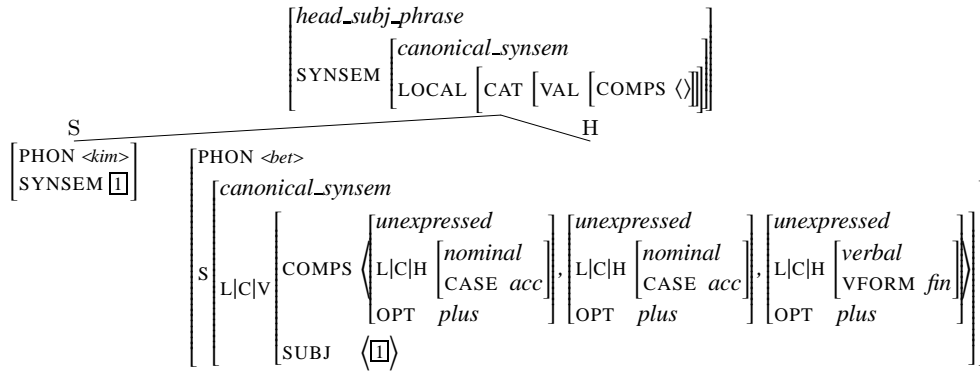 head_subj_phrase
canonical_synsem
SYNSEM
LOCAL [CAT [VAL [COMPS ⟨⟩]]]
S H
PHON <kim>
SYNSEM 1
PHON <bet>
canonical_synsem
unexpressed unexpressed unexpressed
nominal nominal verbal
COMPS L|C|H , L|C|H , L|C|H
S L|C|V CASE acc CASE acc VFORM fin
OPT plus OPT plus OPT plus
SUBJ ⟨1⟩